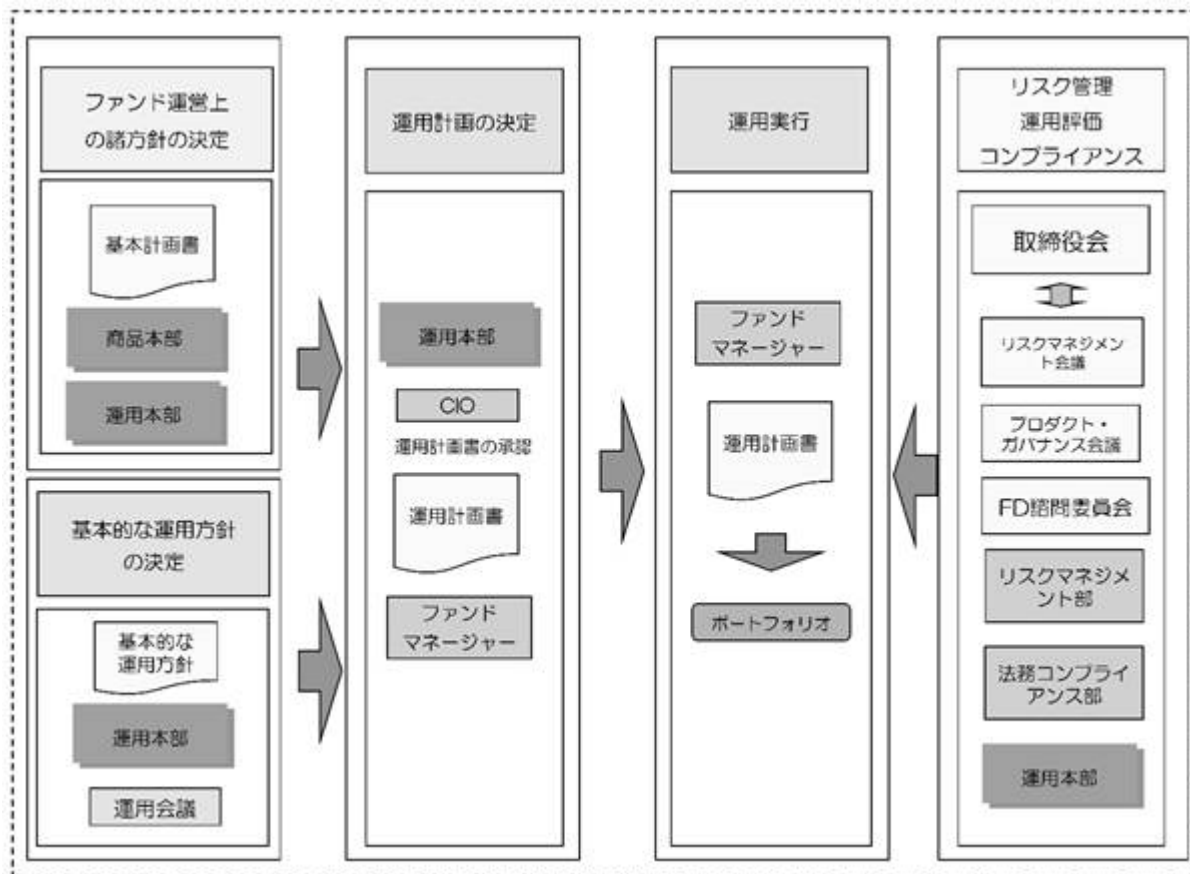 ファンド運営上
の諸方針の決定
基本計画書
商品本部
運用本部
基本的な運用方針
の決定
基本的な
運用方針
運用本部
運用会議
運用計画の決定
運用本部
CIO
運用計画書の承認
運用計画書
ファンド
マネージャー
運用実行
ファンド
マネージャー
運用計画書
ポートフォリオ
リスク管理
運用評価
コンプライアンス
取締役会
リスクマネジメン
ト会議
プロダクト・
ガバナンス会議
FD諮問委員会
リスクマネジメ
ント部
法務コンプライ
アンス部
運用本部